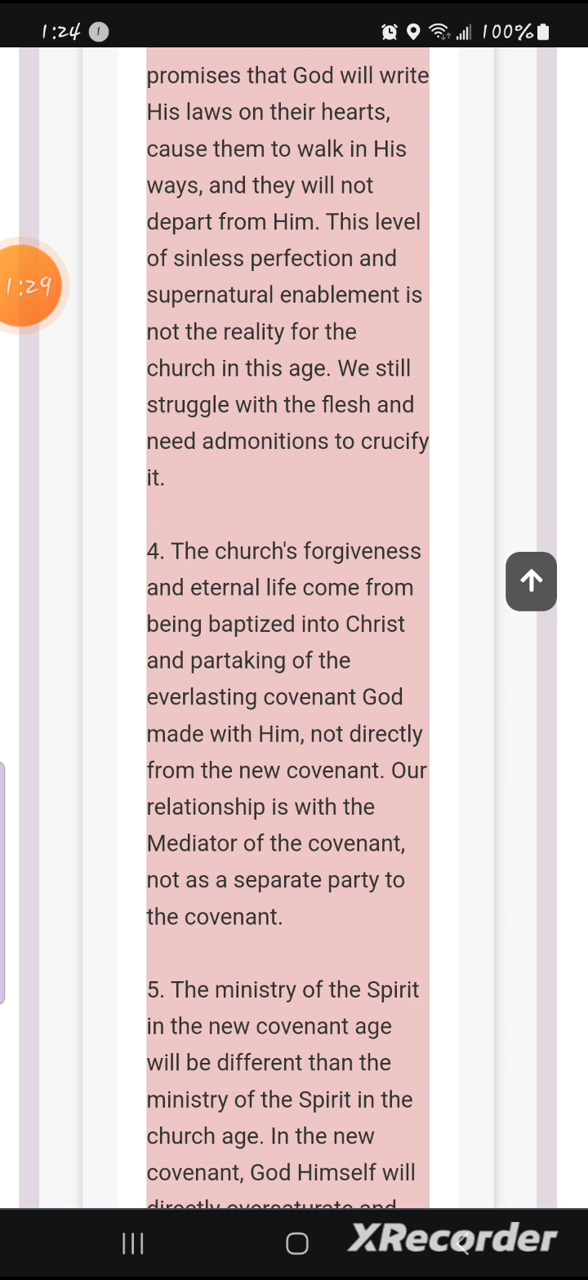 1:24
100%
promises that God will write
His laws on their hearts,
cause them to walk in His
ways, and they will not
depart from Him. This level
of sinless perfection and
1:29
supernatural enablement is
not the reality for the
church in this age. We still
struggle with the flesh and
need admonitions to crucify
it.
4. The church's forgiveness
and eternal life come from
being baptized into Christ
and partaking of the
everlasting covenant God
made with Him, not directly
from the new covenant. Our
relationship is with the
Mediator of the covenant,
not as a separate party to
the covenant.
5. The ministry of the Spirit
in the new covenant age
will be different than the
ministry of the Spirit in the
church age. In the new
covenant, God Himself will
directly oversaturate and
XRecorder